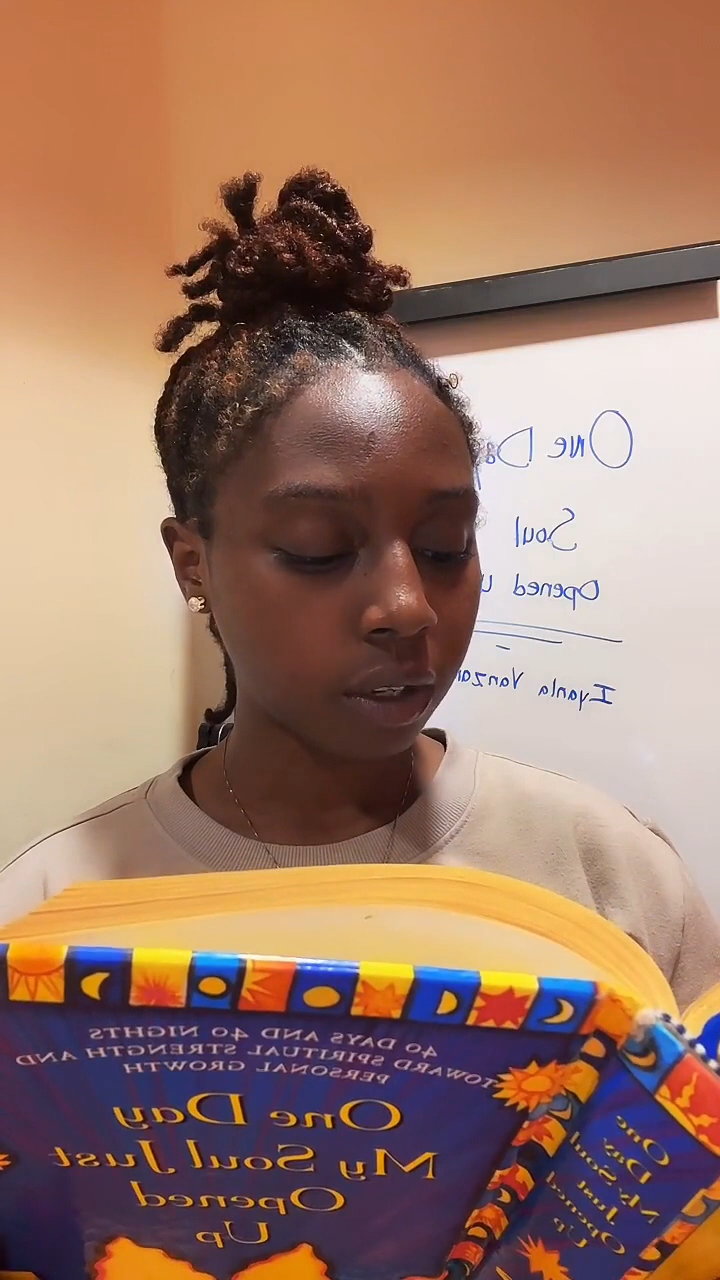 One Day
Soul
Opened U
Iyanla Vanza
40 DAYS AND 40 NIGHTS
TOWARD SPIRITUAL STRENGTH AND
PERSONAL GROWTH
One Day
My Soul Just
Opened
Up
One
Day
My Soul
Just
Opened
Up